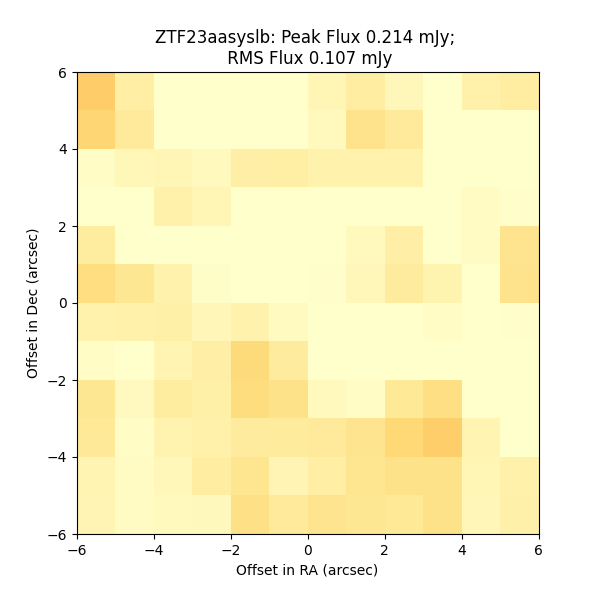 ZTF23aasyslb: Peak Flux 0.214 mJy;
RMS Flux 0.107 mJy
6
4
2
0
−2
−4
−6
Offset in Dec (arcsec)
−6 −4 −2 0 2 4 6
Offset in RA (arcsec)